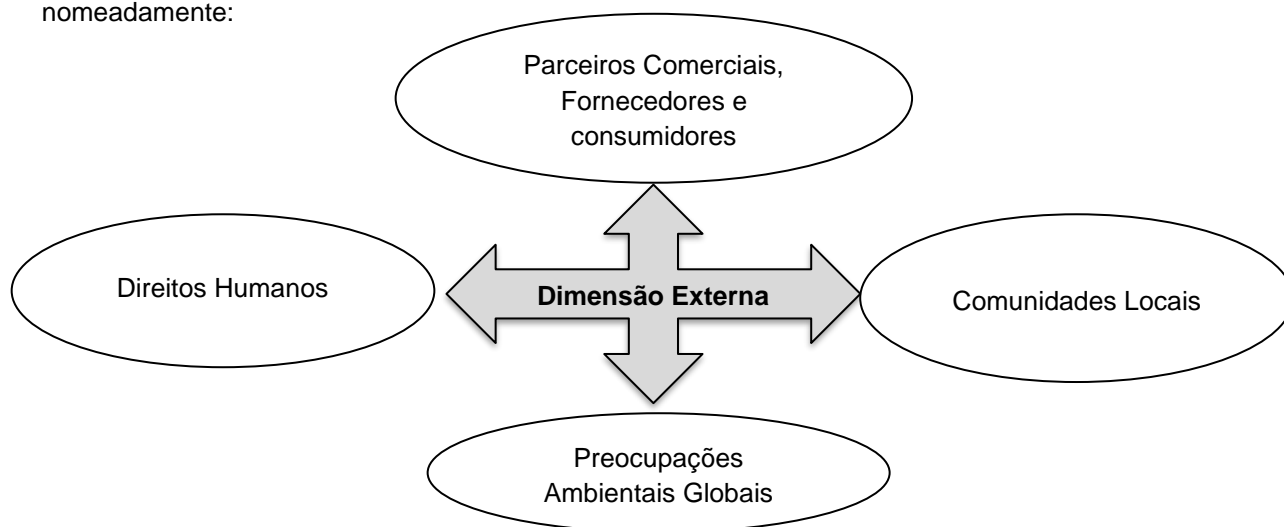 nomeadamente:
Parceiros Comerciais,
Fornecedores e
consumidores
Direitos Humanos
Dimensão Externa
Comunidades Locais
Preocupações
Ambientais Globais